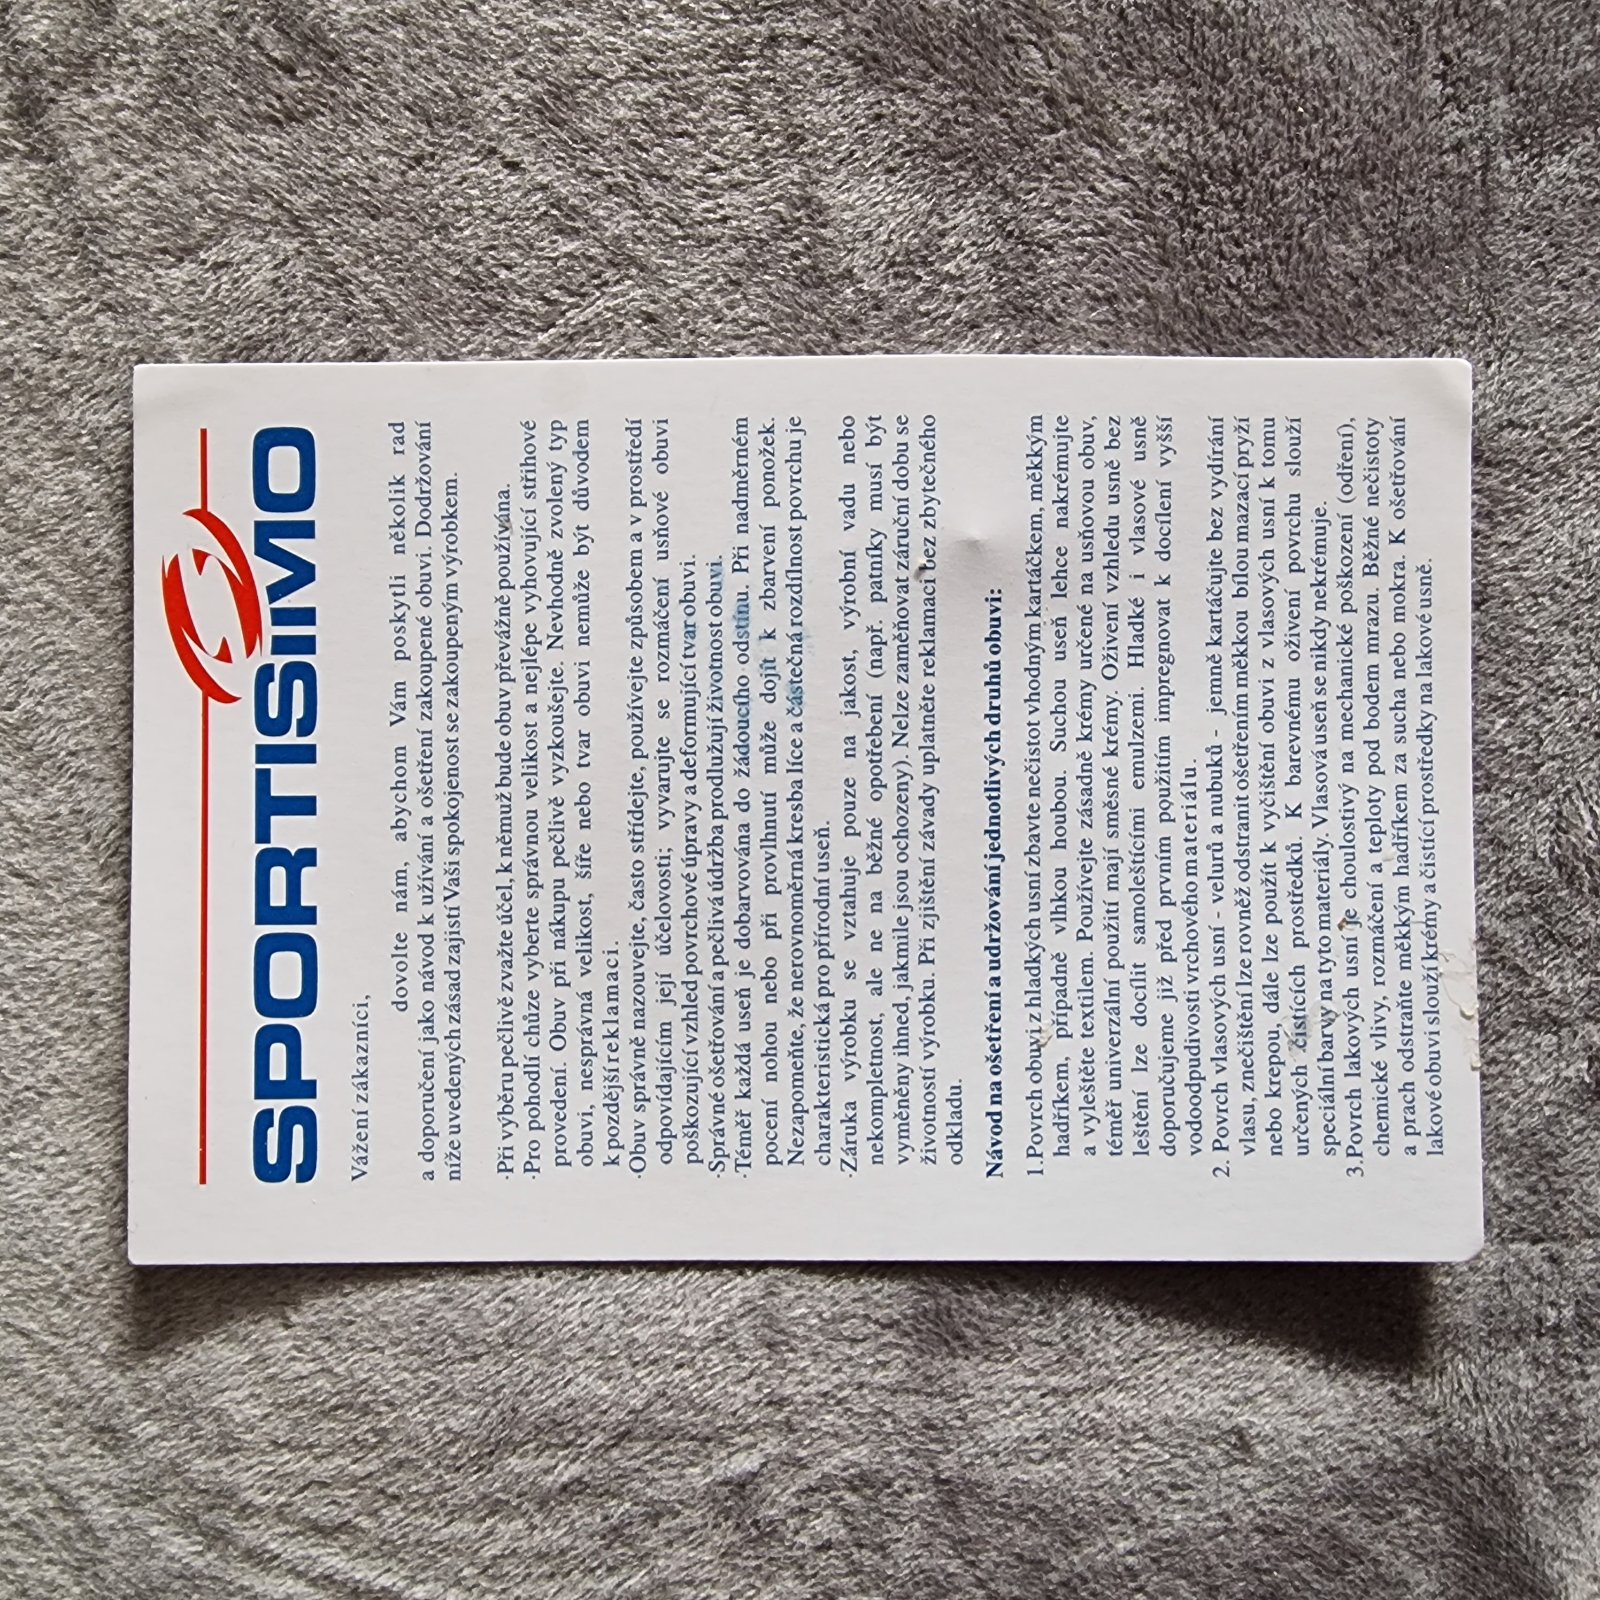 SPORTISIMO
Vážení zákazníci,
dovolte nám, abychom Vám poskytli několik rad
a doporučení jako návod k užívání a ošetření zakoupené obuvi. Dodržování
níže uvedených zásad zajistí Vaši spokojenost se zakoupeným výrobkem.
·Při výběru pečlivě zvažte účel, k němuž bude obuv převážně používána.
·Pro pohodlí chůze vyberte správnou velikost a nejlépe vyhovující střihové
provedení. Obuv při nákupu pečlivě vyzkoušejte. Nevhodně zvolený typ
obuvi, nesprávná velikost, šíře nebo tvar obuvi nemůže být důvodem
k pozdější reklamaci.
·Obuv správně nazouvejte, často střídejte, používejte způsobem a v prostředí
odpovídajícím její účelovosti; vyvarujte se rozmáčení usňové obuvi
poškozující vzhled povrchové úpravy a deformující tvar obuvi.
·Správné ošetřování a pečlivá údržba prodlužují životnost obuvi.
·Téměř každá useň je dobarvována do žádoucího odstínu. Při nadměrném
pocení nohou nebo při provlhnutí může dojít k zbarvení ponožek.
Nezapomeňte, že nerovnoměrná kresba líce a částečná rozdílnost povrchu je
charakteristická pro přírodní useň.
·Záruka výrobku se vztahuje pouze na jakost, výrobní vadu nebo
nekompletnost, ale ne na běžné opotřebení (např. patníky musí být
vyměněny ihned, jakmile jsou ochozeny). Nelze zaměňovat záruční dobu se
životností výrobku. Při zjištění závady uplatněte reklamaci bez zbytečného
odkladu.
Návod na ošetření a udržování jednotlivých druhů obuvi:
1.Povrch obuvi z hladkých usní zbavte nečistot vhodným kartáčkem, měkkým
hadříkem, případně vlhkou houbou. Suchou useň lehce nakrémujte
a vyleštěte textilem. Používejte zásadně krémy určené na usňovou obuv,
téměř univerzální použití mají směsné krémy. Oživení vzhledu usně bez
leštění lze docílit samoleštícími emulzemi. Hladké i vlasové usně
doporučujeme již před prvním použitím impregnovat k docílení vyšší
vodoodpudivosti vrchového materiálu.
2. Povrch vlasových usní - velurů a nubuků - jemně kartáčujte bez vydírání
vlasu, znečištění lze rovněž odstranit ošetřením měkkou bílou mazací pryží
nebo krepou, dále lze použít k vyčištění obuvi z vlasových usní k tomu
určených čistících prostředků. K barevnému oživení povrchu slouží
speciální barvy na tyto materiály. Vlasová useň se nikdy nekrémuje.
3.Povrch lakových usní je choulostivý na mechanické poškození (odření),
chemické vlivy, rozmáčení a teploty pod bodem mrazu. Běžné nečistoty
a prach odstraňte měkkým hadříkem za sucha nebo mokra. K ošetřování
lakové obuvi slouží krémy a čistící prostředky na lakové usně.